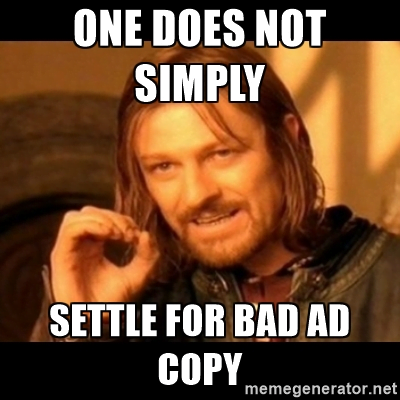 ONE DOES NOT
SIMPLY
SETTLE FOR BAD AD
COPY
memegenerator.net